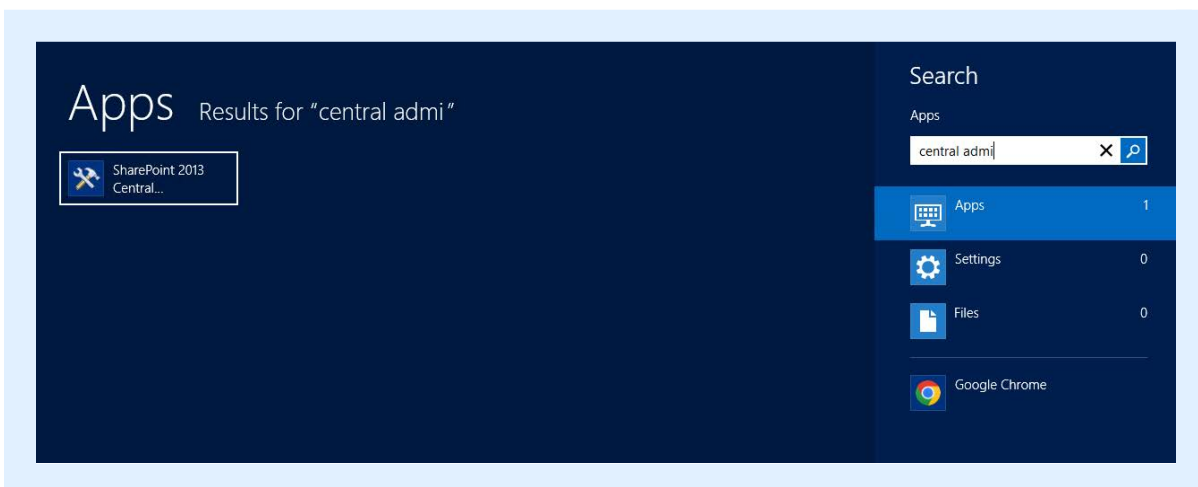 Apps Results for “central admi”
SharePoint 2013
Central...
Search
Apps
central admi
Apps 1
Settings 0
Files 0
Google Chrome